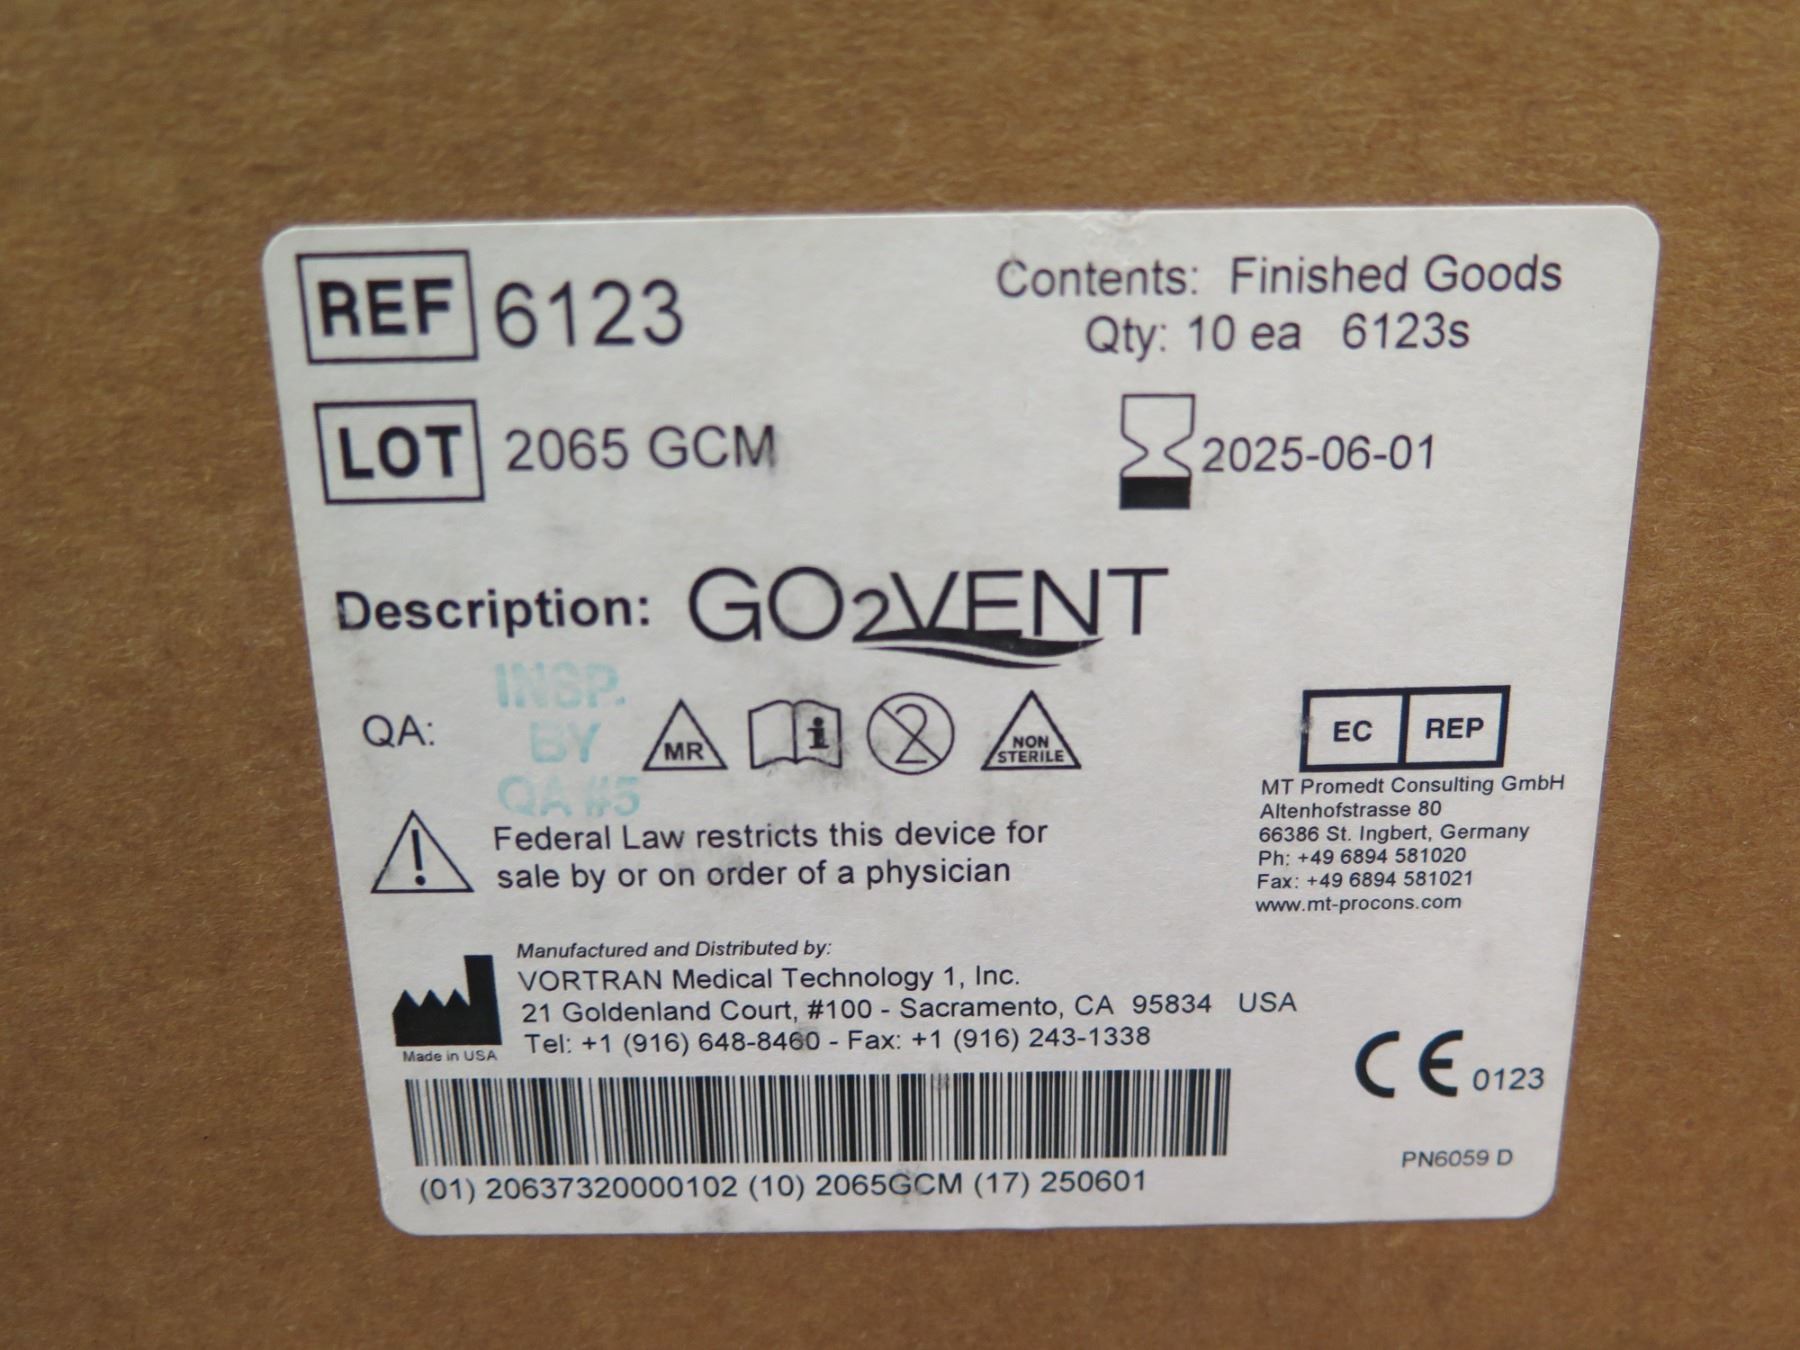 REF 6123
Contents: Finished Goods
Qty: 10 ea 6123s
LOT 2065 GCM
2025-06-01
Description: GO2VENT
QA:
INSP.
BY
QA #5
MR
i
2
NON
STERILE
EC REP
MT Promedt Consulting GmbH
Altenhofstrasse 80
66386 St. Ingbert, Germany
Ph: +49 6894 581020
Fax: +49 6894 581021
www.mt-procons.com
!
Federal Law restricts this device for
sale by or on order of a physician
Manufactured and Distributed by:
VORTRAN Medical Technology 1, Inc.
21 Goldenland Court, #100 - Sacramento, CA 95834 USA
Tel: +1 (916) 648-8460 - Fax: +1 (916) 243-1338
Made in USA
CE 0123
(01) 20637320000102 (10) 2065GCM (17) 250601
PN6059 D